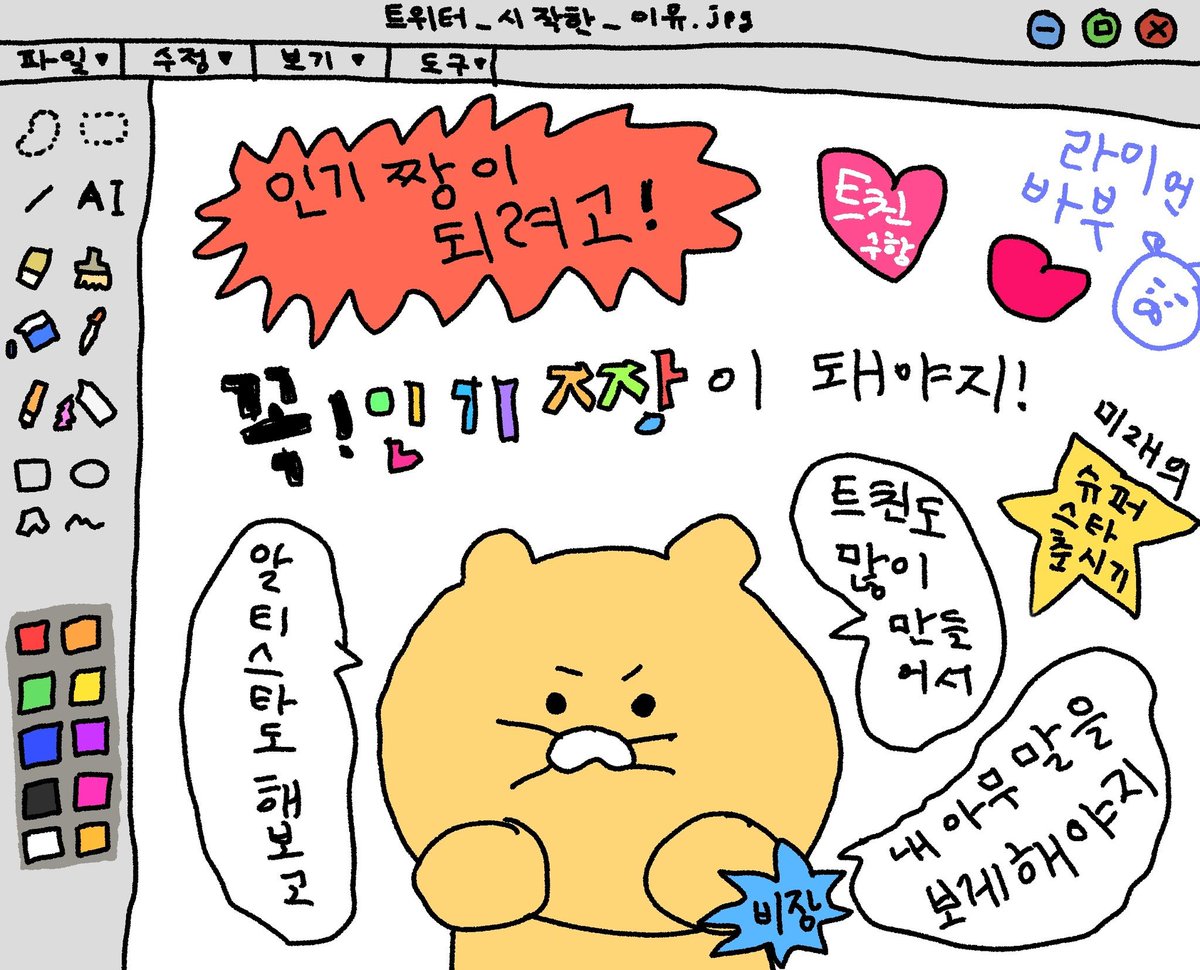 트위터_시작한_이유.jpg
파일▼ 수정▼ 보기▼ 도구▼
AI
인기 짱이
되려고!
트친
구함
라이언
바부
꼭! 인기 짱이 돼야지!
미래의
슈퍼
스타
춘시기
알티스타도 해보고
트친도
많이
만들
어서
내 아무 말을
보게해야지
비장